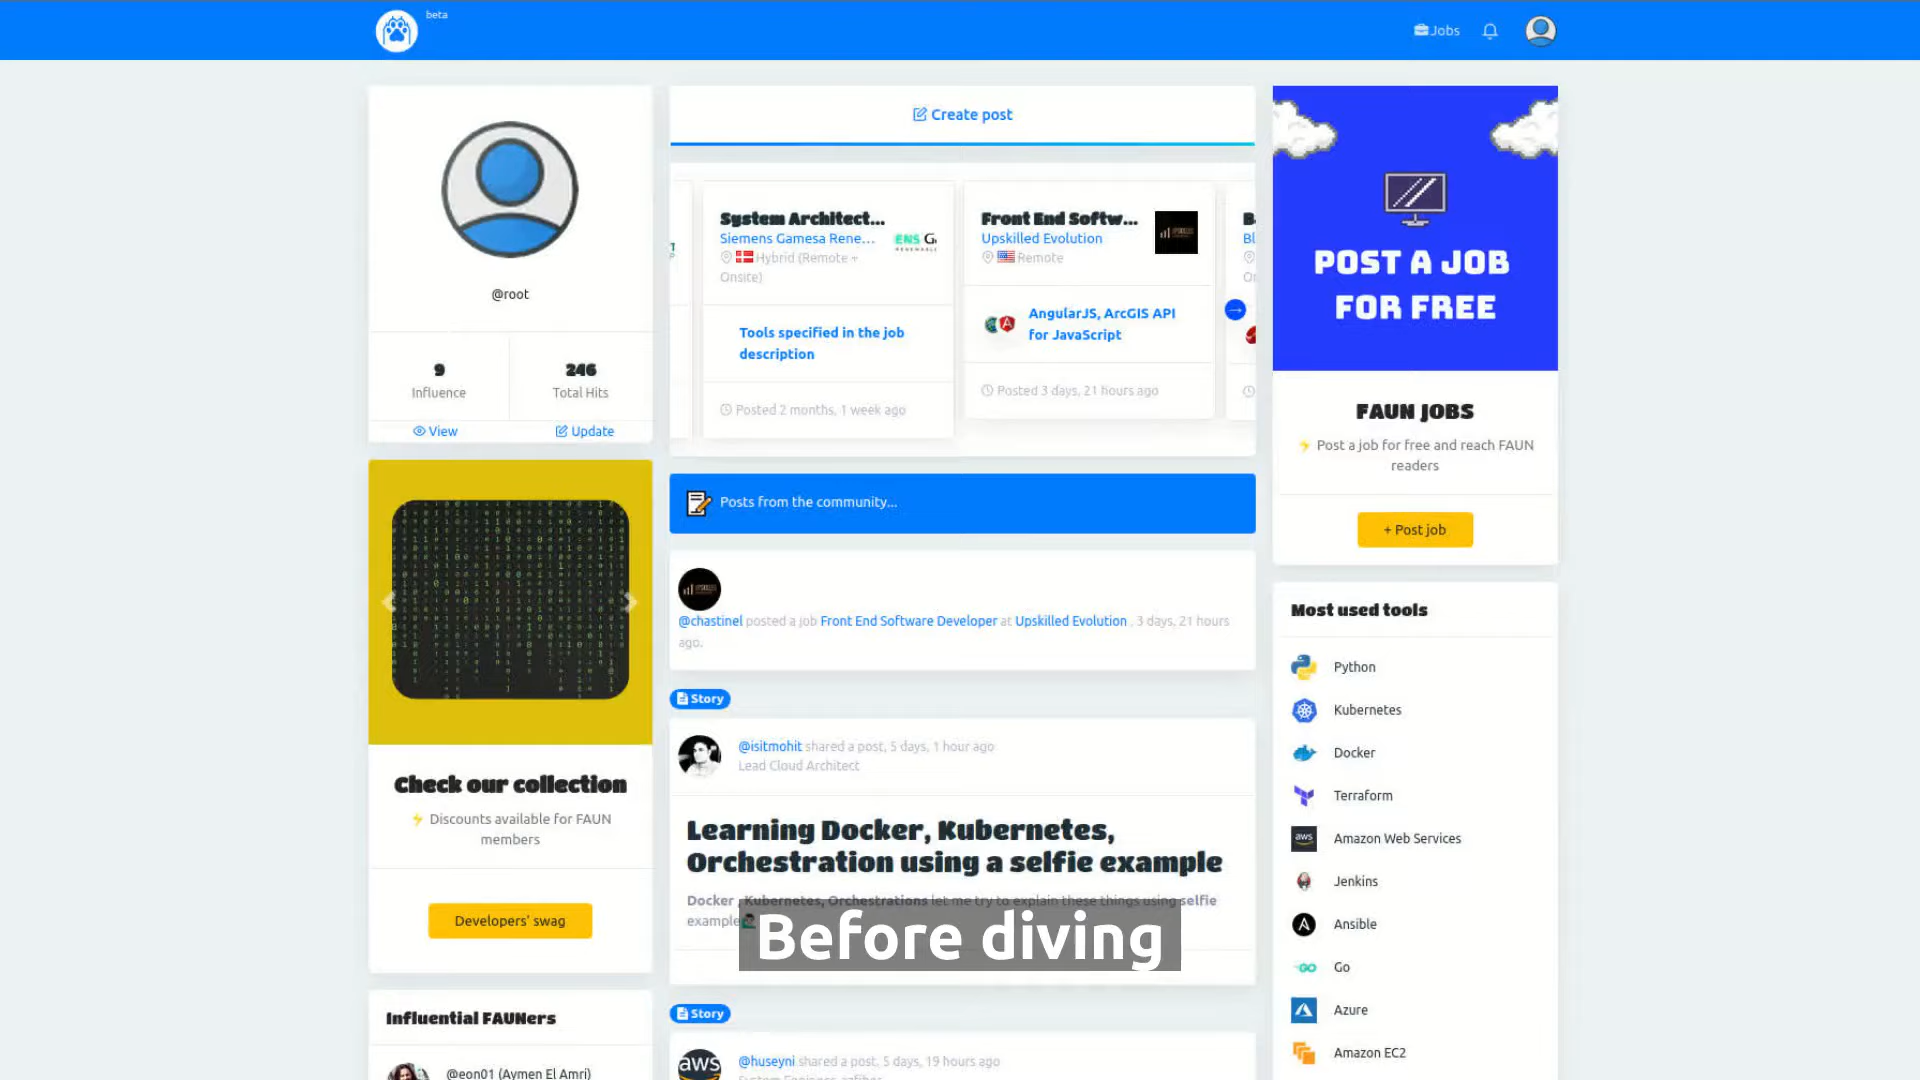 beta
Jobs
@root
9
Influence
246
Total Hits
View
Update
Check our collection
Discounts available for FAUN
members
Developers' swag
Influential FAUNers
@eon01 (Aymen El Amri)
Create post
System Architect...
Siemens Gamesa Rene...
Hybrid (Remote +
Onsite)
ENS G
Tools specified in the job
description
Posted 2 months, 1 week ago
Front End Softw...
Upskilled Evolution
Remote
AngularJS, ArcGIS API
for JavaScript
Posted 3 days, 21 hours ago
Posts from the community...
@chastinel posted a job Front End Software Developer at Upskilled Evolution . 3 days, 21 hours
ago.
Story
@isitmohit shared a post, 5 days, 1 hour ago
Lead Cloud Architect
Learning Docker, Kubernetes,
Orchestration using a selfie example
Docker , Kubernetes, Orchestrations let me try to explain these things using selfie
example
Before diving
Story
aws
@huseyni shared a post, 5 days, 19 hours ago
POST A JOB
FOR FREE
FAUN JOBS
Post a job for free and reach FAUN
readers
+ Post job
Most used tools
Python
Kubernetes
Docker
Terraform
aws
Amazon Web Services
Jenkins
Ansible
Go
Azure
Amazon EC2